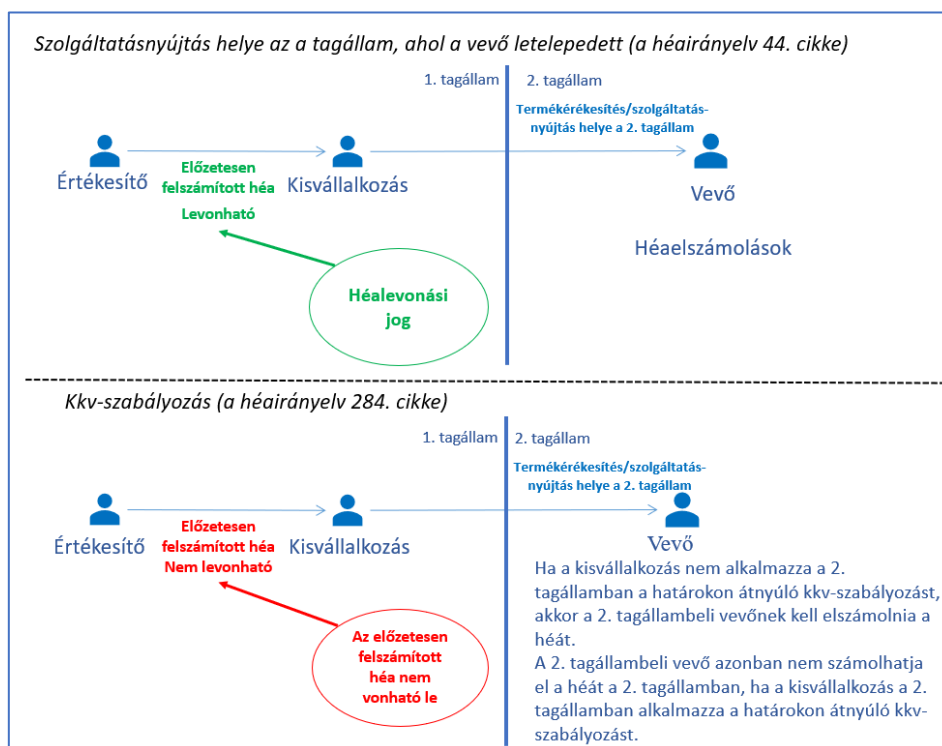 Szolgáltatásnyújtás helye az a tagállam, ahol a vevő letelepedett (a héairányelv 44. cikke)
1. tagállam
2. tagállam
Termékérékesítés/szolgáltatás-
nyújtás helye a 2. tagállam
Értékesítő
Előzetesen
felszámított héa
Levonható
Kisvállalkozás
Vevő
Héaelszámolások
Héalevonási
jog
Kkv-szabályozás (a héairányelv 284. cikke)
1. tagállam
2. tagállam
Termékérékesítés/szolgáltatás-
nyújtás helye a 2. tagállam
Értékesítő
Előzetesen
felszámított héa
Nem levonható
Kisvállalkozás
Vevő
Ha a kisvállalkozás nem alkalmazza a 2.
tagállamban a határokon átnyúló kkv-szabályozást,
akkor a 2. tagállambeli vevőnek kell elszámolnia a
héát.
A 2. tagállambeli vevő azonban nem számolhatja
el a héát a 2. tagállamban, ha a kisvállalkozás a 2.
tagállamban alkalmazza a határokon átnyúló kkv-
szabályozást.
Az előzetesen
felszámított
héa nem
vonható le